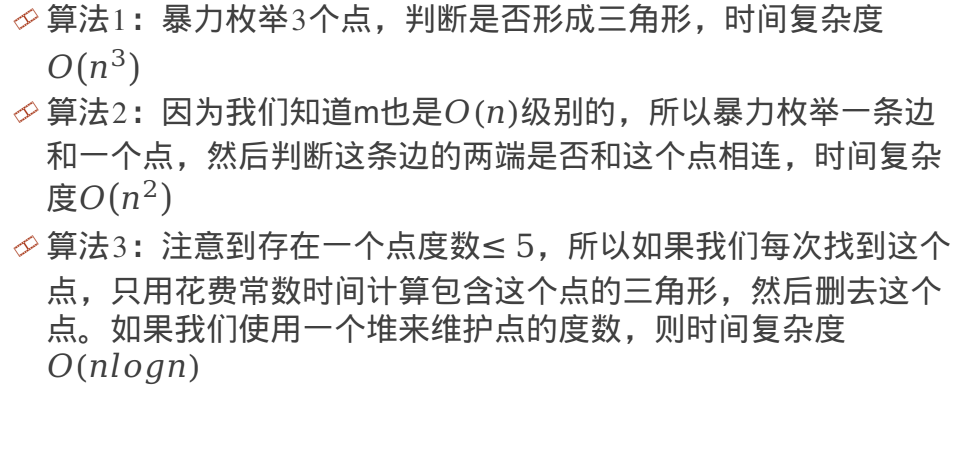 算法1：暴力枚举3个点，判断是否形成三角形，时间复杂度
O(n³)
算法2：因为我们知道m也是O(n)级别的，所以暴力枚举一条边
和一个点，然后判断这条边的两端是否和这个点相连，时间复杂
度O(n²)
算法3：注意到存在一个点度数≤ 5，所以如果我们每次找到这个
点，只用花费常数时间计算包含这个点的三角形，然后删去这个
点。如果我们使用一个堆来维护点的度数，则时间复杂度
O(nlogn)